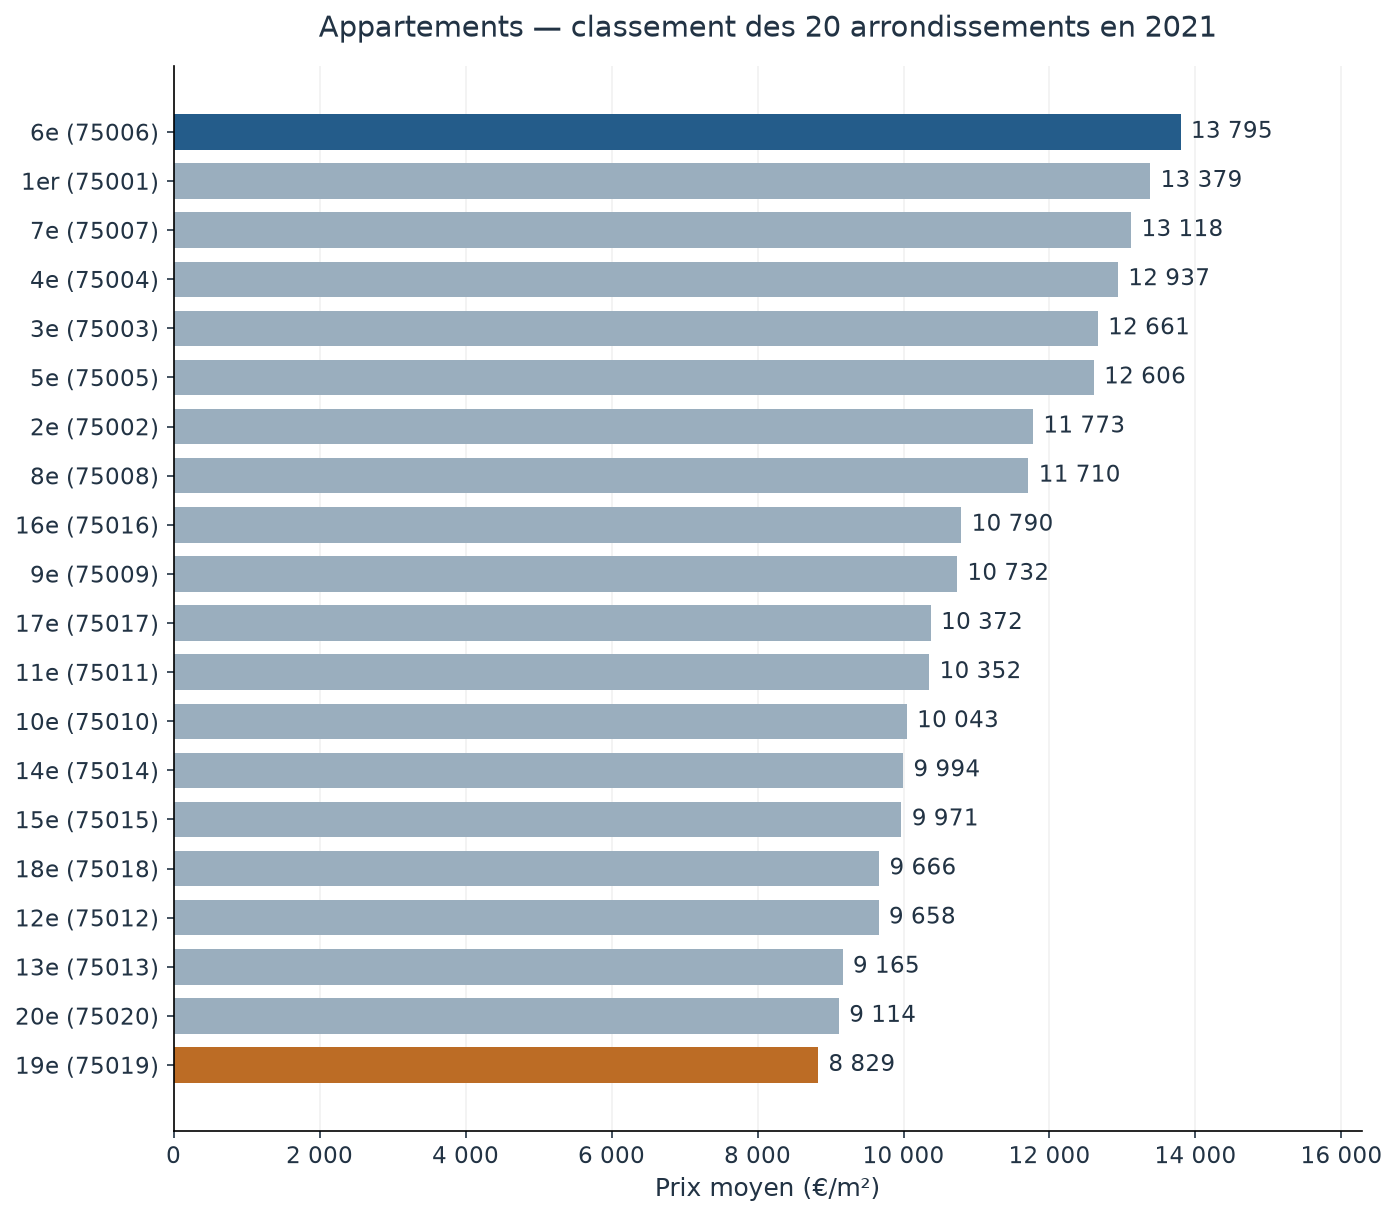 Appartements — classement des 20 arrondissements en 2021
6e (75006) 13 795
1er (75001) 13 379
7e (75007) 13 118
4e (75004) 12 937
3e (75003) 12 661
5e (75005) 12 606
2e (75002) 11 773
8e (75008) 11 710
16e (75016) 10 790
9e (75009) 10 732
17e (75017) 10 372
11e (75011) 10 352
10e (75010) 10 043
14e (75014) 9 994
15e (75015) 9 971
18e (75018) 9 666
12e (75012) 9 658
13e (75013) 9 165
20e (75020) 9 114
19e (75019) 8 829
0 2 000 4 000 6 000 8 000 10 000 12 000 14 000 16 000
Prix moyen (€/m²)